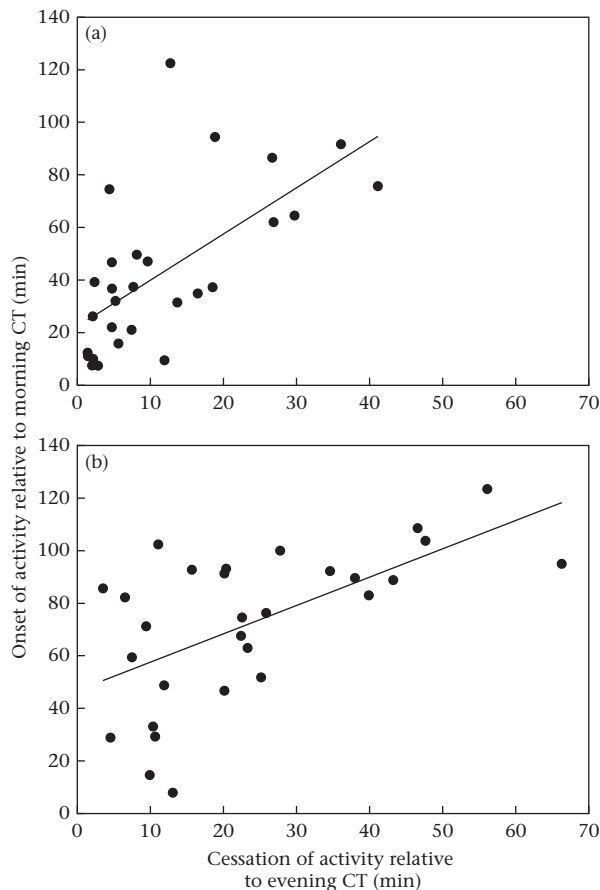 (a)
140
120
100
80
60
40
20
0
0 10 20 30 40 50 60 70
Onset of activity relative to morning CT (min)
(b)
140
120
100
80
60
40
20
0
0 10 20 30 40 50 60 70
Cessation of activity relative
to evening CT (min)